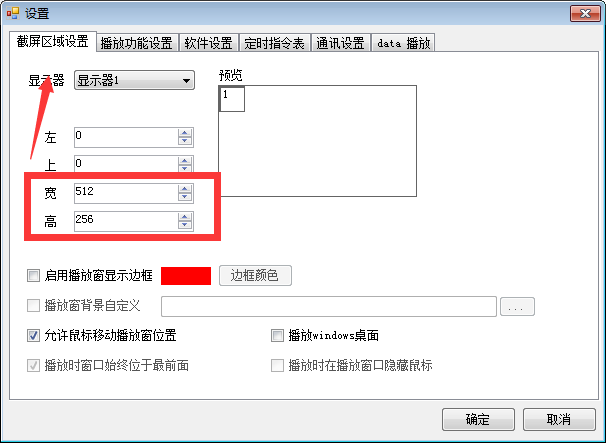 设置
截屏区域设置 播放功能设置 软件设置 定时指令表 通讯设置 data 播放
显示器 显示器1 预览
1
左 0
上 0
宽 512
高 256
启用播放窗显示边框 边框颜色
播放窗背景自定义 ...
允许鼠标移动播放窗位置 播放windows桌面
播放时窗口始终位于最前面 播放时在播放窗口隐藏鼠标
确定 取消